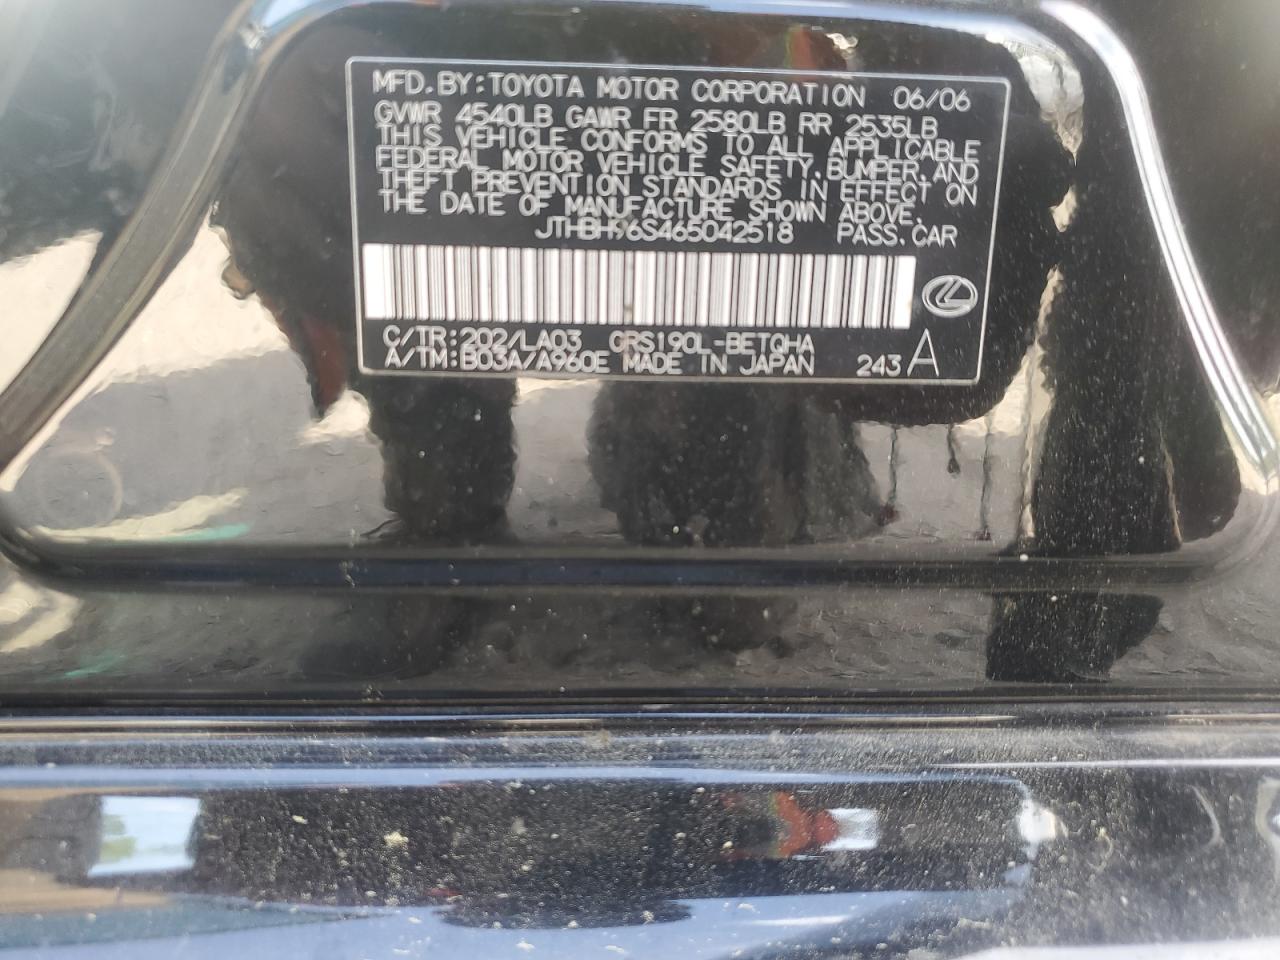 MFD.BY:TOYOTA MOTOR CORPORATION 06/06
GVWR 4540LB GAWR FR 2580LB RR 2535LB
THIS VEHICLE CONFORMS TO ALL APPLICABLE
FEDERAL MOTOR VEHICLE SAFETY,BUMPER,AND
THEFT PREVENTION STANDARDS IN EFFECT ON
THE DATE OF MANUFACTURE SHOWN ABOVE.
JTHBH96S465042518 PASS.CAR
C/TR:202/LA03 GRS190L-BETQHA
A/TM:B03A/A960E MADE IN JAPAN 243 A